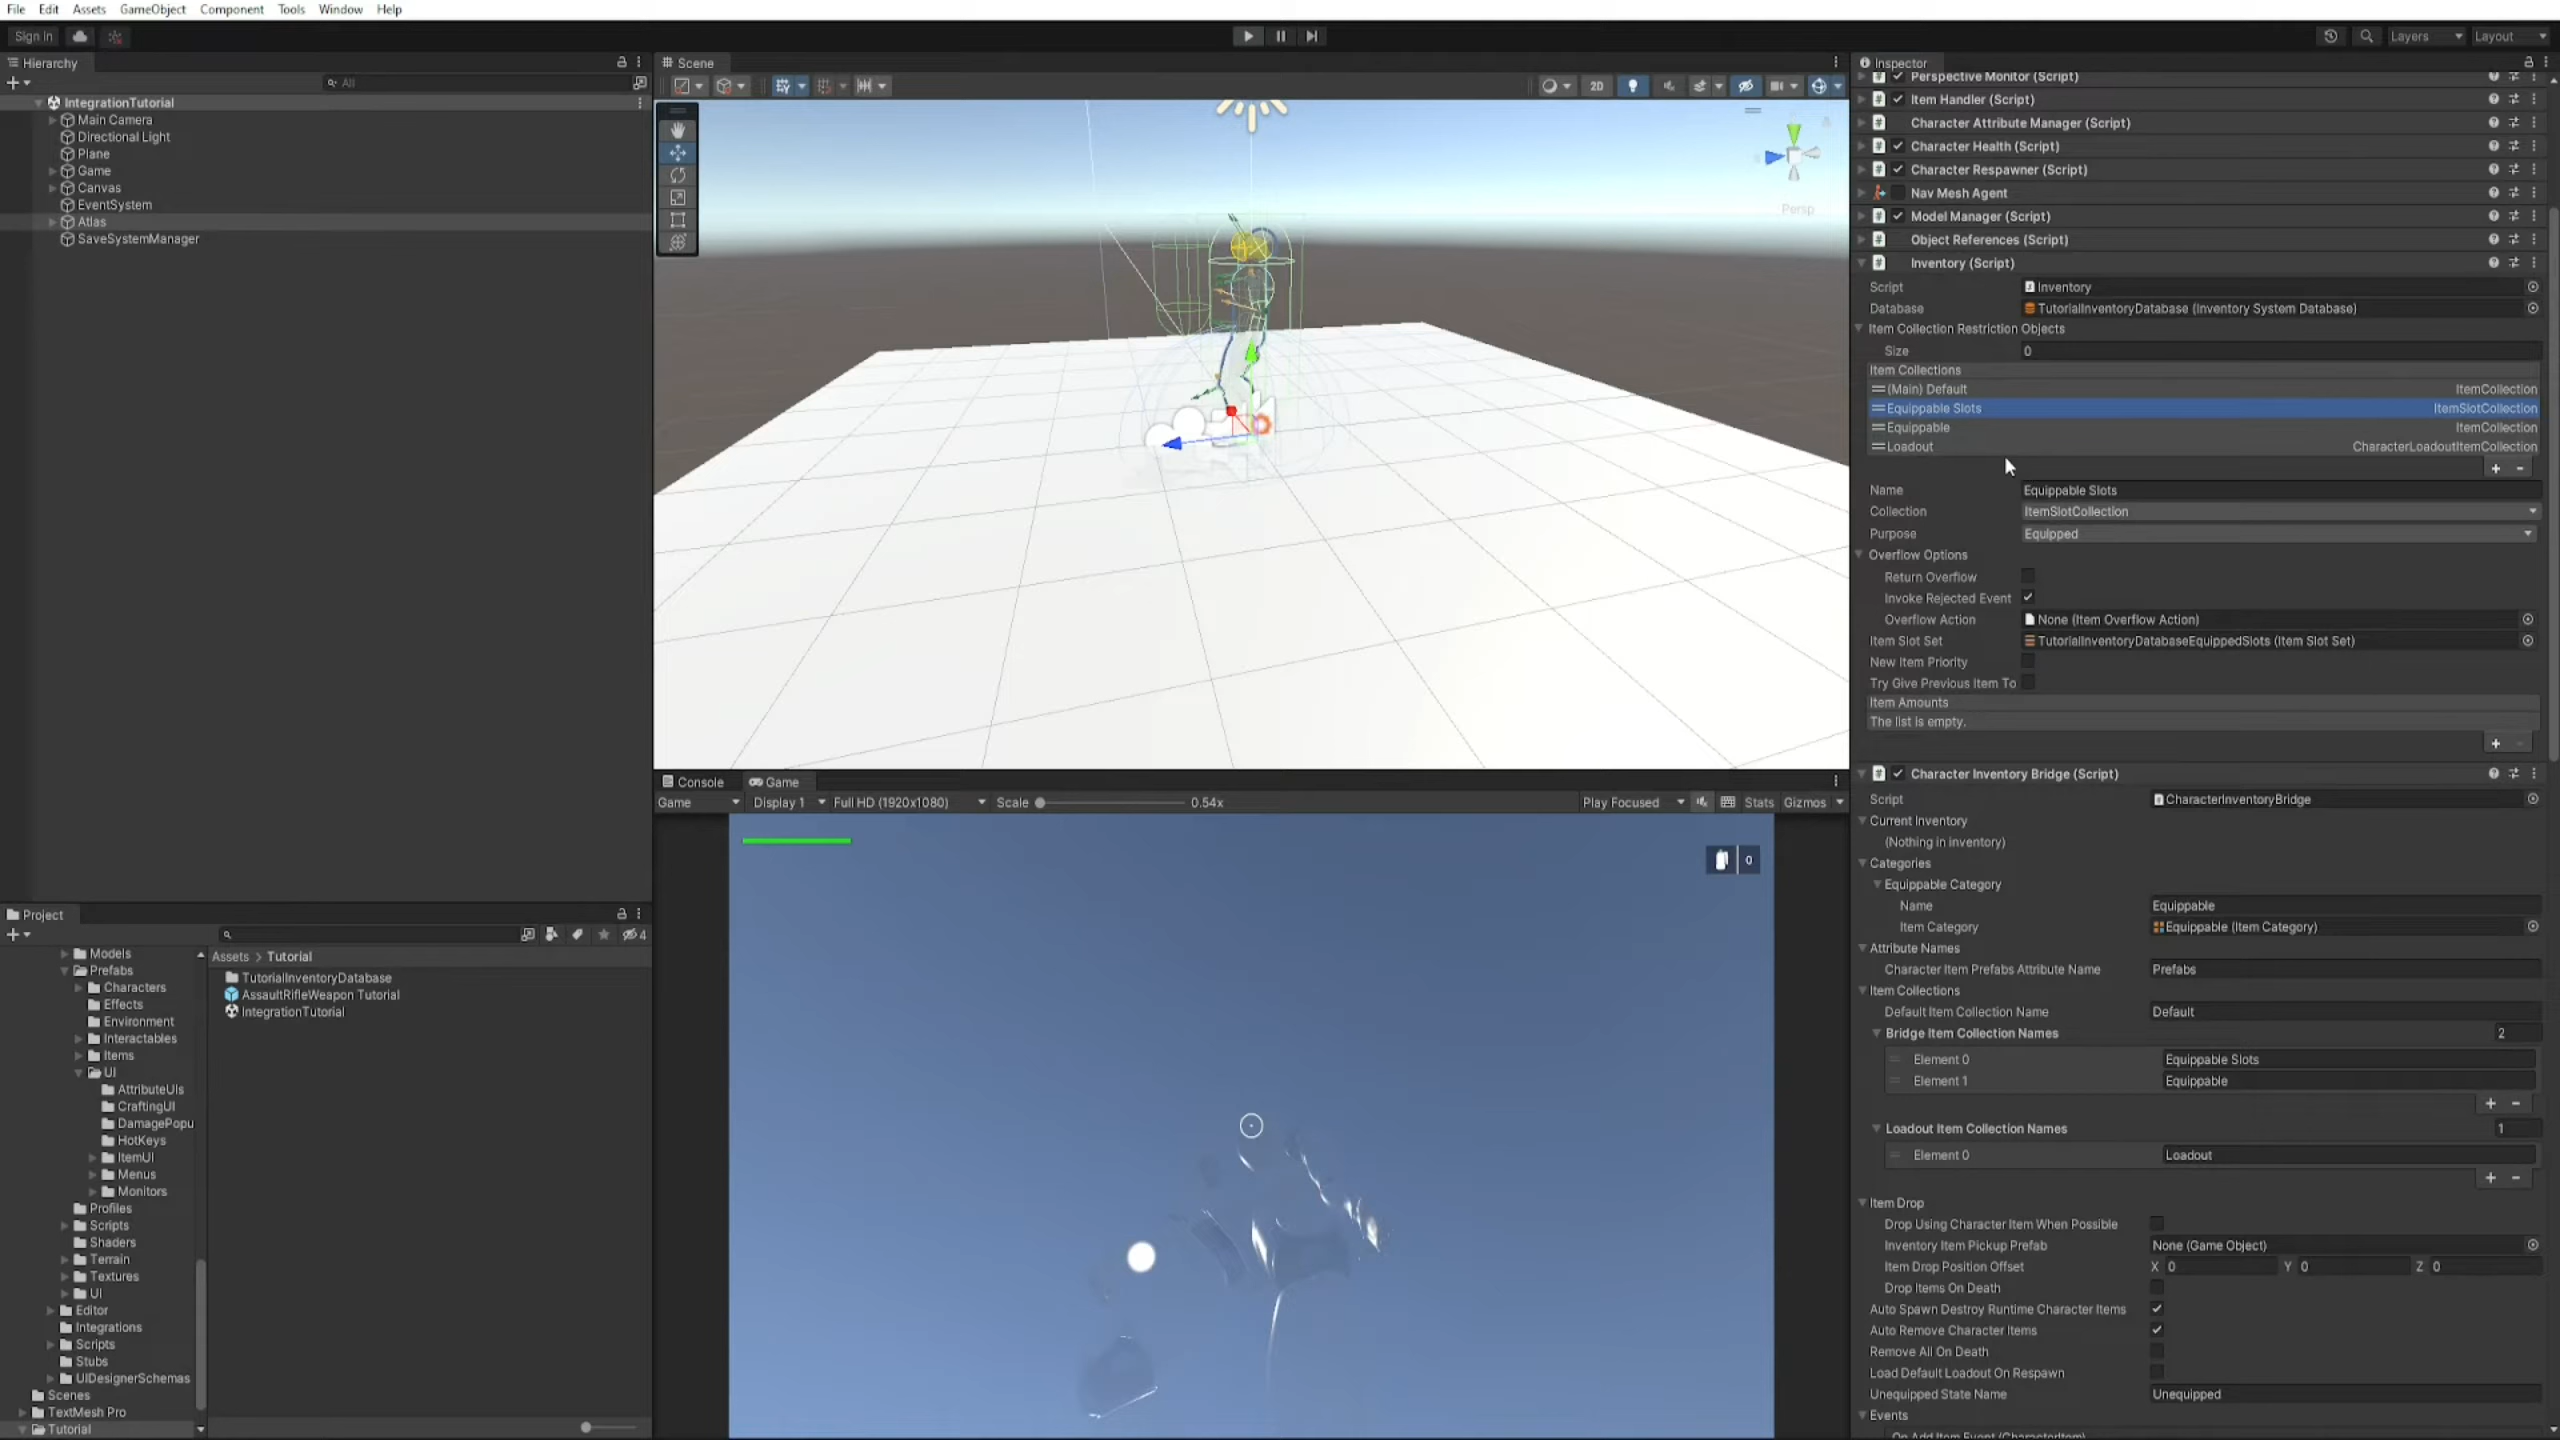 File Edit Assets GameObject Component Tools Window Help
Sign in
Layers Layout
Hierarchy
All
IntegrationTutorial
Main Camera
Directional Light
Plane
Game
Canvas
EventSystem
Atlas
SaveSystemManager
Scene
2D
Persp
Console Game
Game Display 1 Full HD (1920x1080) Scale 0.54x Play Focused Stats Gizmos
0
Project
4
Models
Prefabs
Characters
Effects
Environment
Interactables
Items
UI
AttributeUIs
CraftingUI
DamagePopu
HotKeys
ItemUI
Menus
Monitors
Profiles
Scripts
Shaders
Terrain
Textures
UI
Editor
Integrations
Scripts
Stubs
UIDesignerSchemas
Scenes
TextMesh Pro
Tutorial
Assets > Tutorial
TutorialInventoryDatabase
AssaultRifleWeapon Tutorial
IntegrationTutorial
Inspector
Perspective Monitor (Script)
Item Handler (Script)
Character Attribute Manager (Script)
Character Health (Script)
Character Respawner (Script)
Nav Mesh Agent
Model Manager (Script)
Object References (Script)
Inventory (Script)
Script Inventory
Database TutorialInventoryDatabase (Inventory System Database)
Item Collection Restriction Objects
Size 0
Item Collections
(Main) Default ItemCollection
Equippable Slots ItemSlotCollection
Equippable ItemCollection
Loadout CharacterLoadoutItemCollection
Name Equippable Slots
Collection ItemSlotCollection
Purpose Equipped
Overflow Options
Return Overflow
Invoke Rejected Event
Overflow Action None (Item Overflow Action)
Item Slot Set TutorialInventoryDatabaseEquippedSlots (Item Slot Set)
New Item Priority
Try Give Previous Item To
Item Amounts
The list is empty.
Character Inventory Bridge (Script)
Script CharacterInventoryBridge
Current Inventory
(Nothing in inventory)
Categories
Equippable Category
Name Equippable
Item Category Equippable (Item Category)
Attribute Names
Character Item Prefabs Attribute Name Prefabs
Item Collections
Default Item Collection Name Default
Bridge Item Collection Names 2
Element 0 Equippable Slots
Element 1 Equippable
Loadout Item Collection Names 1
Element 0 Loadout
Item Drop
Drop Using Character Item When Possible
Inventory Item Pickup Prefab None (Game Object)
Item Drop Position Offset X 0 Y 0 Z 0
Drop Items On Death
Auto Spawn Destroy Runtime Character Items
Auto Remove Character Items
Remove All On Death
Load Default Loadout On Respawn
Unequipped State Name Unequipped
Events
On Add Item Event (CharacterItem)